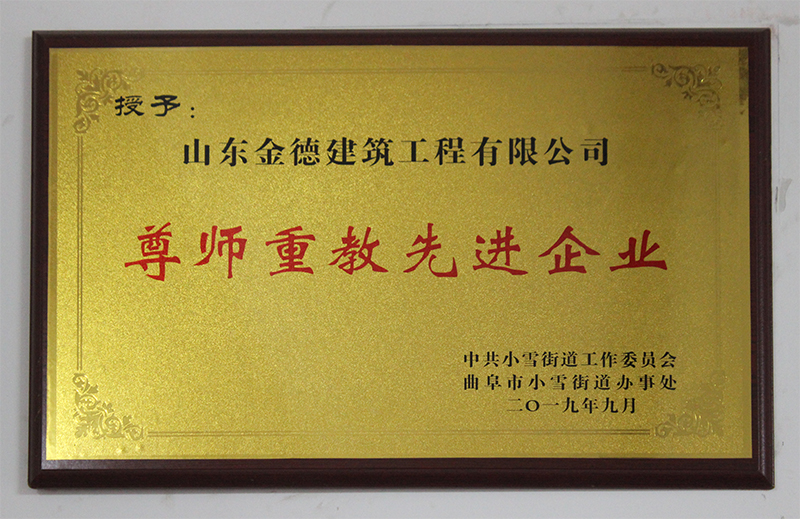 授予：
山东金德建筑工程有限公司
尊师重教先进企业
中共小雪街道工作委员会
曲阜市小雪街道办事处
二〇一九年九月